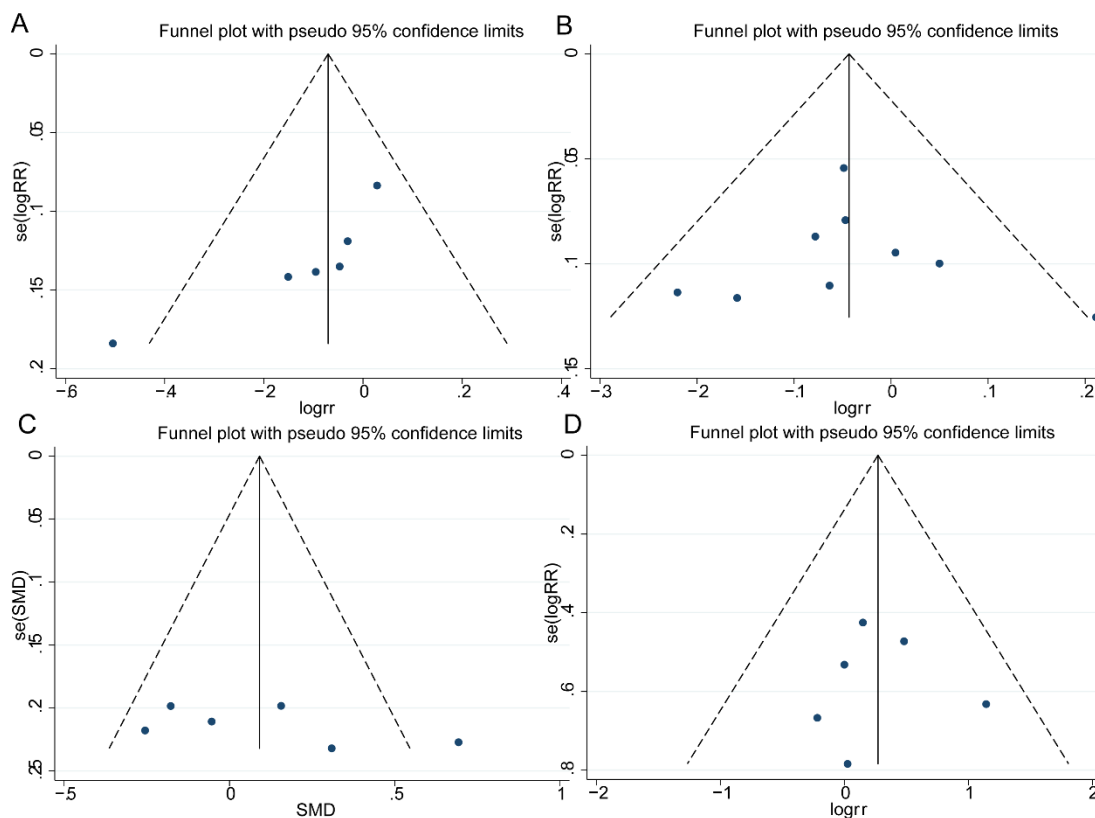 A
Funnel plot with pseudo 95% confidence limits
0
.05
.1
.15
.2
se(logRR)
−6 −4 −2 0 .2 .4
logrr
B
Funnel plot with pseudo 95% confidence limits
0
.05
.1
.15
se(logRR)
−.3 −.2 −.1 0 .1 .2
logrr
C
Funnel plot with pseudo 95% confidence limits
0
.05
.1
.15
.2
.25
se(SMD)
−5 0 .5 1
SMD
D
Funnel plot with pseudo 95% confidence limits
0
.2
.4
.6
.8
se(logRR)
−2 −1 0 1 2
logrr